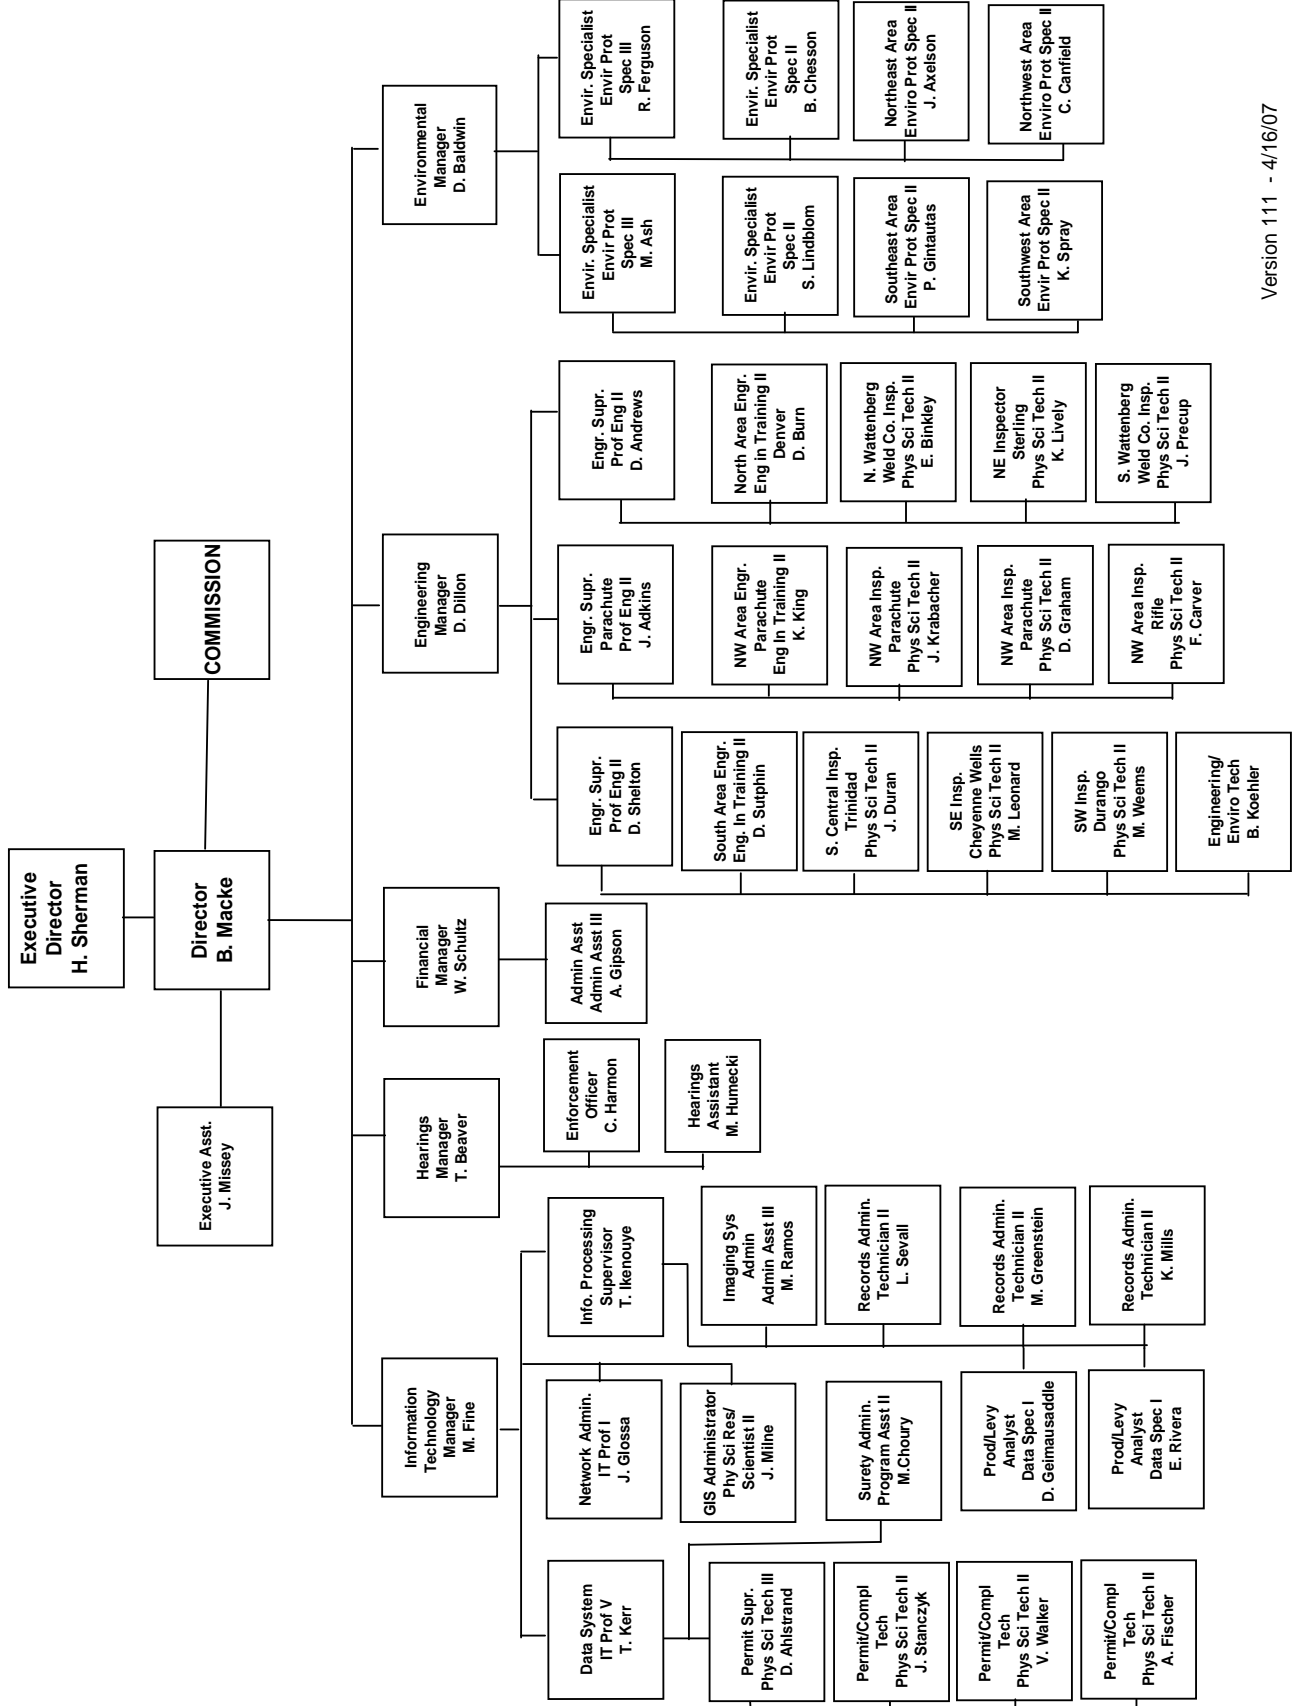 Executive
Director
H. Sherman
Director
B. Macke
COMMISSION
Executive Asst.
J. Missey
Information
Technology
Manager
M. Fine
Hearings
Manager
T. Beaver
Financial
Manager
W. Schultz
Engineering
Manager
D. Dillon
Environmental
Manager
D. Baldwin
Data System
IT Prof V
T. Kerr
Permit Supr.
Phys Sci Tech III
D. Ahlstrand
Permit/Compl
Tech
Phys Sci Tech II
J. Stanczyk
Permit/Compl
Tech
Phys Sci Tech II
V. Walker
Permit/Compl
Tech
Phys Sci Tech II
A. Fischer
Network Admin.
IT Prof I
J. Glossa
GIS Administrator
Phy Sci Res/
Scientist II
J. Milne
Surety Admin.
Program Asst II
M.Choury
Prod/Levy
Analyst
Data Spec I
D. Geimausaddle
Prod/Levy
Analyst
Data Spec I
E. Rivera
Info. Processing
Supervisor
T. Ikenouye
Imaging Sys
Admin
Admin Asst III
M. Ramos
Records Admin.
Technician II
L. Sevall
Records Admin.
Technician II
M. Greenstein
Records Admin.
Technician II
K. Mills
Enforcement
Officer
C. Harmon
Hearings
Assistant
M. Humecki
Admin Asst
Admin Asst III
A. Gipson
Engr. Supr.
Prof Eng II
D. Shelton
South Area Engr.
Eng. In Training II
D. Sutphin
S. Central Insp.
Trinidad
Phys Sci Tech II
J. Duran
SE Insp.
Cheyenne Wells
Phys Sci Tech II
M. Leonard
SW Insp.
Durango
Phys Sci Tech II
M. Weems
Engineering/
Enviro Tech
B. Koehler
Engr. Supr.
Parachute
Prof Eng II
J. Adkins
NW Area Engr.
Parachute
Eng In Training II
K. King
NW Area Insp.
Parachute
Phys Sci Tech II
J. Krabacher
NW Area Insp.
Parachute
Phys Sci Tech II
D. Graham
NW Area Insp.
Rifle
Phys Sci Tech II
F. Carver
Engr. Supr.
Prof Eng II
D. Andrews
North Area Engr.
Eng in Training II
Denver
D. Burn
N. Wattenberg
Weld Co. Insp.
Phys Sci Tech II
E. Binkley
NE Inspector
Sterling
Phys Sci Tech II
K. Lively
S. Wattenberg
Weld Co. Insp.
Phys Sci Tech II
J. Precup
Envir. Specialist
Envir Prot
Spec III
M. Ash
Envir. Specialist
Envir Prot
Spec II
S. Lindblom
Southeast Area
Envir Prot Spec II
P. Gintautas
Southwest Area
Envir Prot Spec II
K. Spray
Envir. Specialist
Envir Prot
Spec III
R. Ferguson
Envir. Specialist
Envir Prot
Spec II
B. Chesson
Northeast Area
Enviro Prot Spec II
J. Axelson
Northwest Area
Enviro Prot Spec II
C. Canfield
Version 111 - 4/16/07